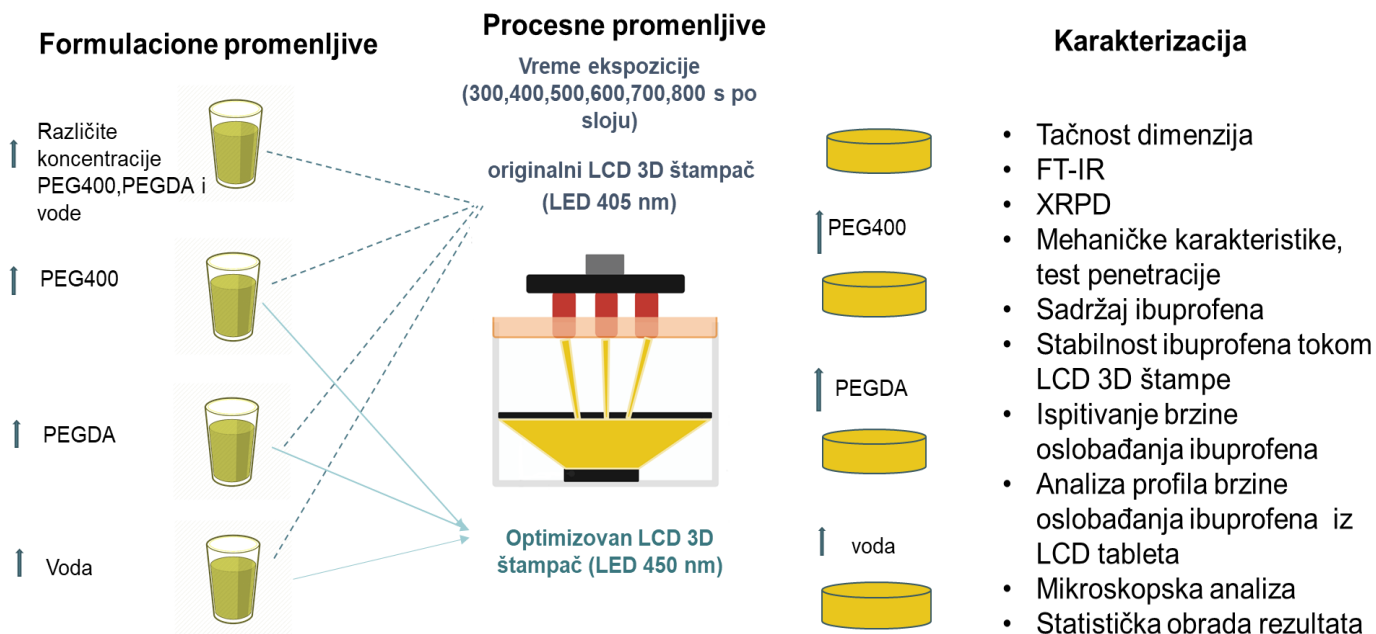 Formulacione promenljive
Različite
koncentracije
PEG400,PEGDA i
vode
PEG400
PEGDA
Voda
Procesne promenljive
Vreme ekspozicije
(300,400,500,600,700,800 s po
sloju)
originalni LCD 3D štampač
(LED 405 nm)
Optimizovan LCD 3D
štampač (LED 450 nm)
PEG400
PEGDA
voda
Karakterizacija
• Tačnost dimenzija
• FT-IR
• XRPD
• Mehaničke karakteristike,
test penetracije
• Sadržaj ibuprofena
• Stabilnost ibuprofena tokom
LCD 3D štampe
• Ispitivanje brzine
oslobađanja ibuprofena
• Analiza profila brzine
oslobađanja ibuprofena iz
LCD tableta
• Mikroskopska analiza
• Statistička obrada rezultata